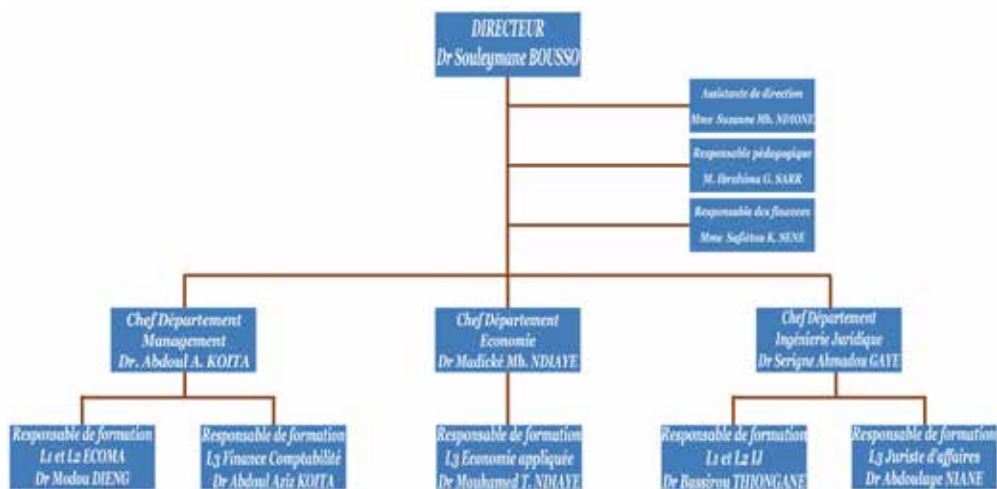 DIRECTEUR
Dr Souleymane BOUSSO
Assistante de direction
Mme Suzanne Mb. NDIONE
Responsable pédagogique
M. Ibrahima G. SARR
Responsable des finances
Mme Safiétou K. SENE
Chef Département
Management
Dr. Abdoul A. KOITA
Chef Département
Economie
Dr Madické Mb. NDIAYE
Chef Département
Ingénierie Juridique
Dr Serigne Ahmadou GAYE
Responsable de formation
L1 et L2 ECOMA
Dr Modou DIENG
Responsable de formation
L3 Finance Comptabilité
Dr Abdoul Aziz KOITA
Responsable de formation
L3 Economie appliquée
Dr Mouhamed T. NDIAYE
Responsable de formation
L1 et L2 IJ
Dr Bassirou THIONGANE
Responsable de formation
L3 Juriste d'affaires
Dr Abdoulaye NIANE